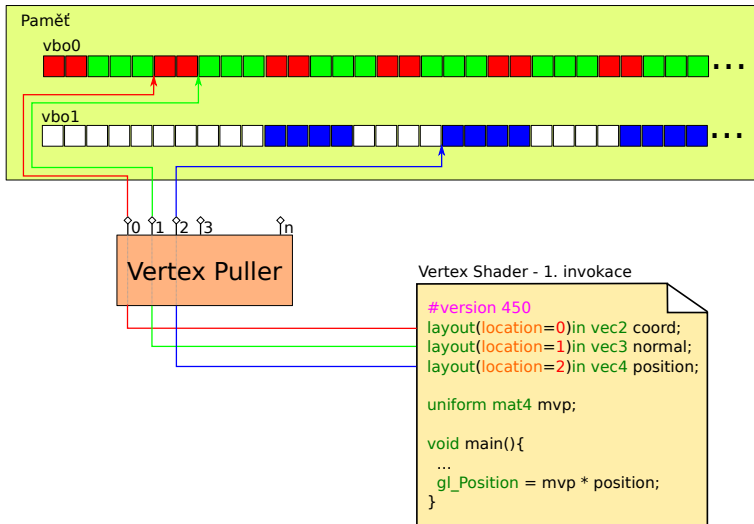 Paměť
vbo0
...
vbo1
...
0 1 2 3 n
Vertex Puller
Vertex Shader - 1. invokace
#version 450
layout(location=0)in vec2 coord;
layout(location=1)in vec3 normal;
layout(location=2)in vec4 position;
uniform mat4 mvp;
void main(){
...
gl_Position = mvp * position;
}